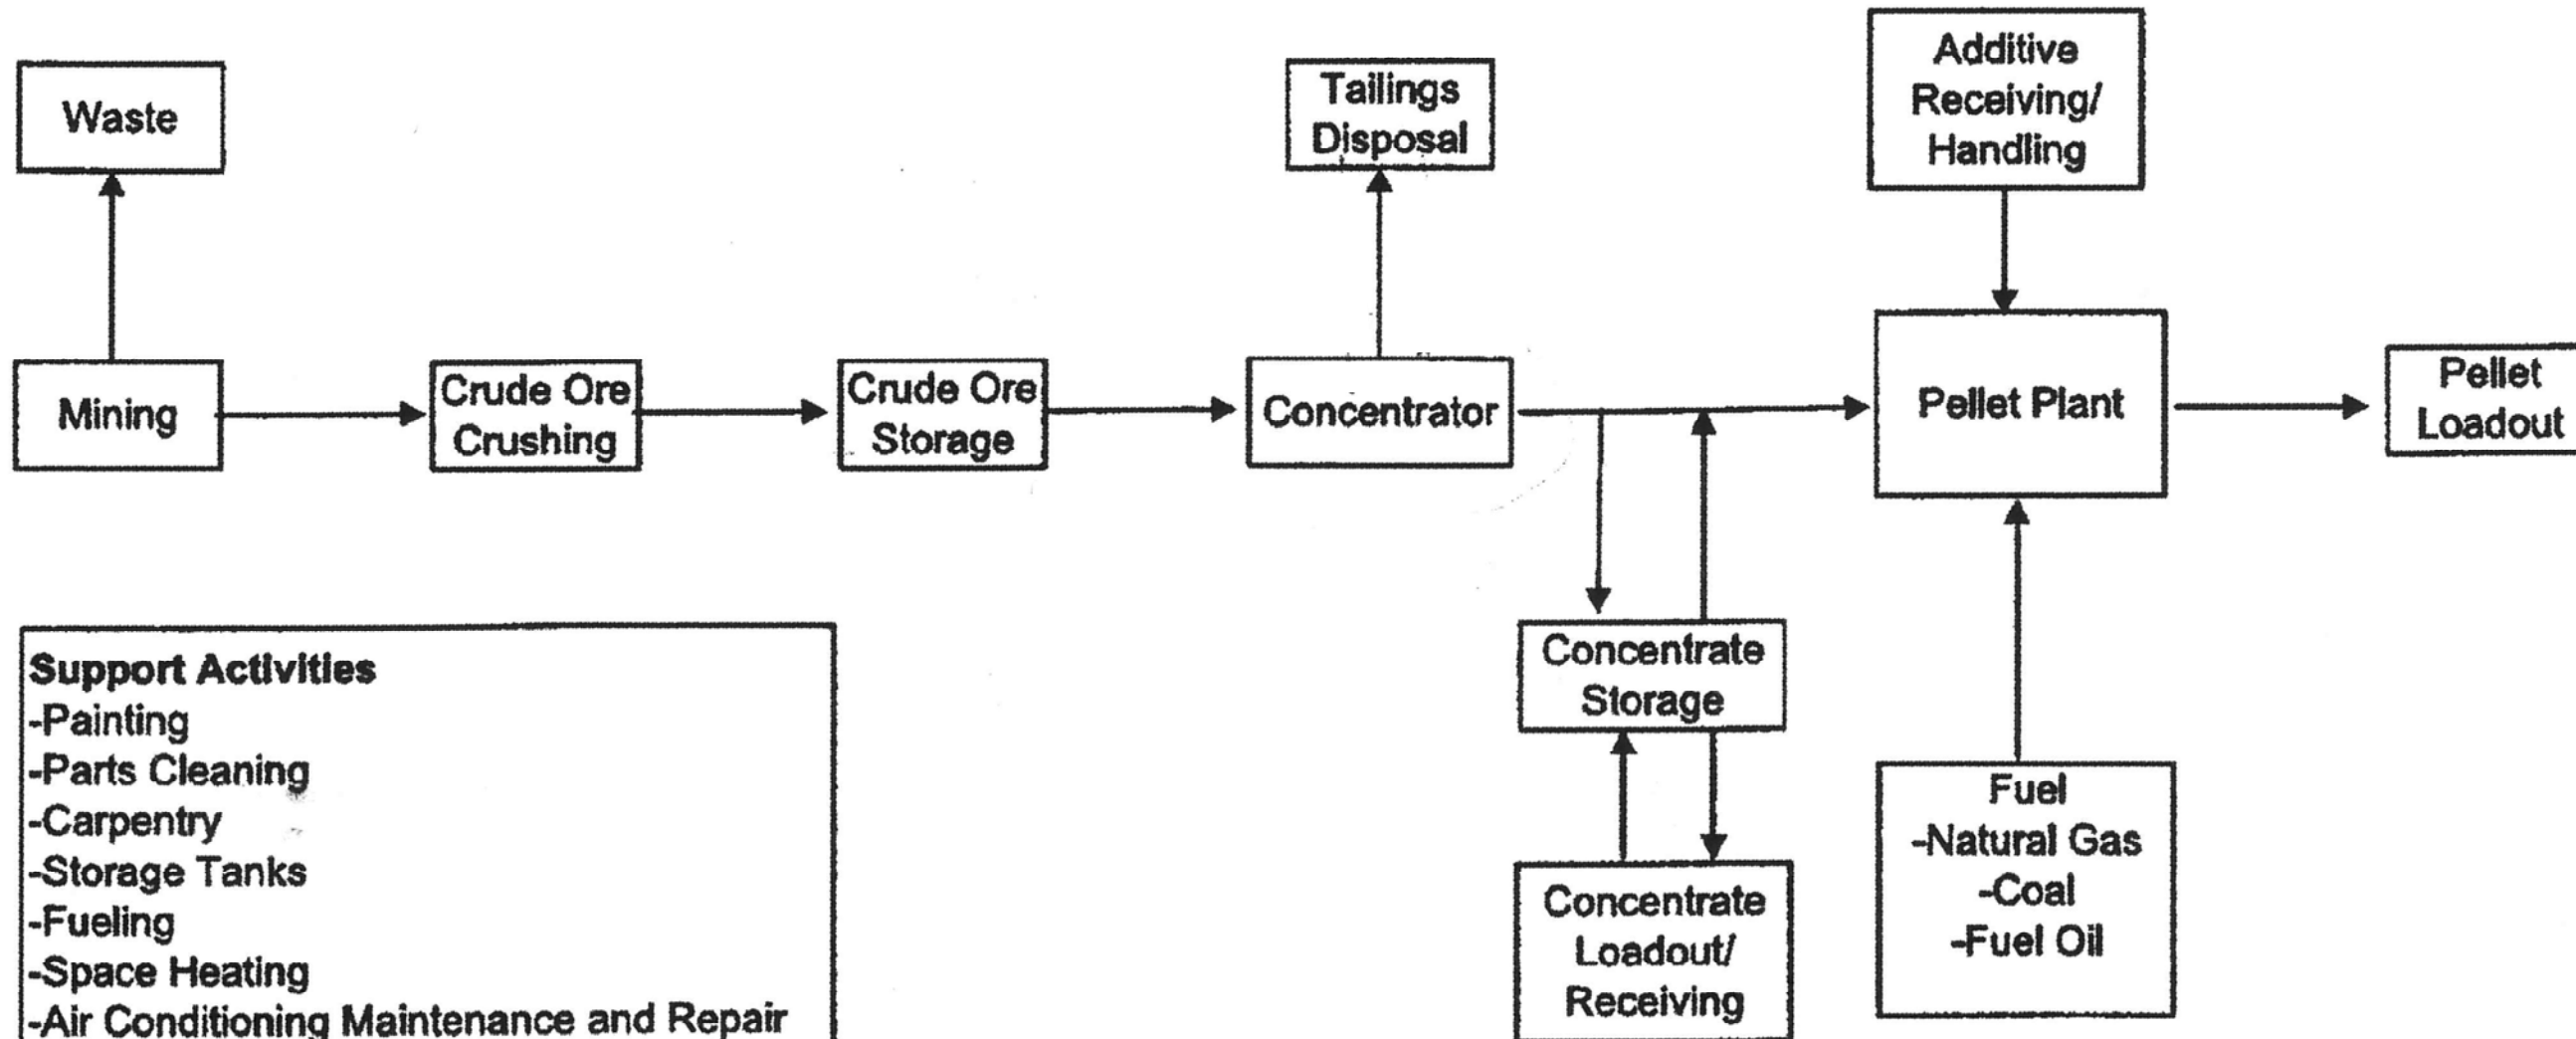 Waste
Tailings
Disposal
Additive
Receiving/
Handling
Mining
Crude Ore
Crushing
Crude Ore
Storage
Concentrator
Pellet Plant
Pellet
Loadout
Concentrate
Storage
Concentrate
Loadout/
Receiving
Fuel
-Natural Gas
-Coal
-Fuel Oil
Support Activities
-Painting
-Parts Cleaning
-Carpentry
-Storage Tanks
-Fueling
-Space Heating
-Air Conditioning Maintenance and Repair